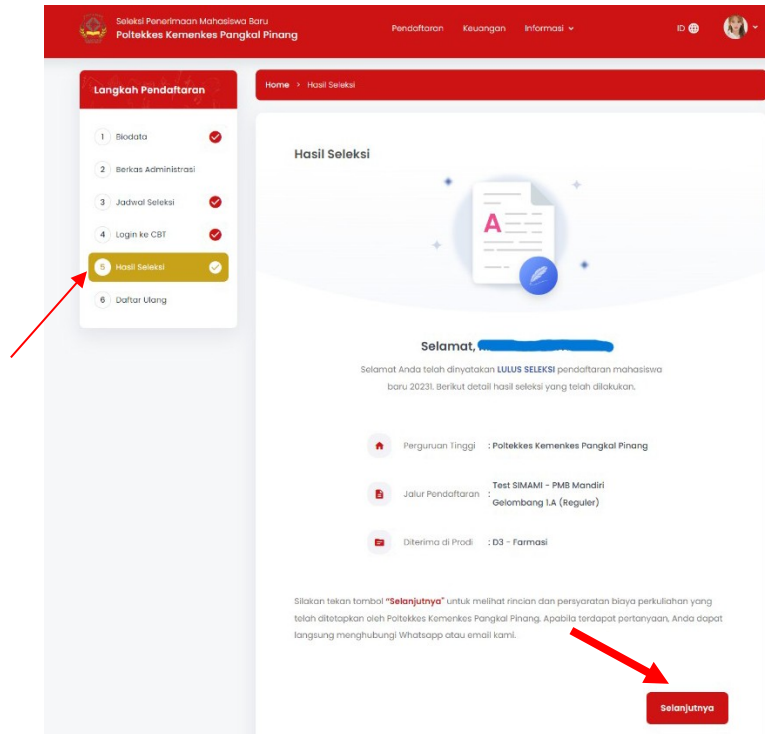 Seleksi Penerimaan Mahasiswa Baru
Poltekkes Kemenkes Pangkal Pinang
Pendaftaran Keuangan Informasi ID
Langkah Pendaftaran
1 Biodata
2 Berkas Administrasi
3 Jadwal Seleksi
4 Login ke CBT
5 Hasil Seleksi
6 Daftar Ulang
Home > Hasil Seleksi
Hasil Seleksi
A
Selamat,
Selamat Anda telah dinyatakan LULUS SELEKSI pendaftaran mahasiswa
baru 2023!. Berikut detail hasil seleksi yang telah dilakukan.
Perguruan Tinggi : Poltekkes Kemenkes Pangkal Pinang
Jalur Pendaftaran : Test SIMAMI - PMB Mandiri
Gelombang 1.A (Reguler)
Diterima di Prodi : D3 - Farmasi
Silakan tekan tombol "Selanjutnya" untuk melihat rincian dan persyaratan biaya perkuliahan yang
telah ditetapkan oleh Poltekkes Kemenkes Pangkal Pinang. Apabila terdapat pertanyaan, Anda dapat
langsung menghubungi Whatsapp atau email kami.
Selanjutnya